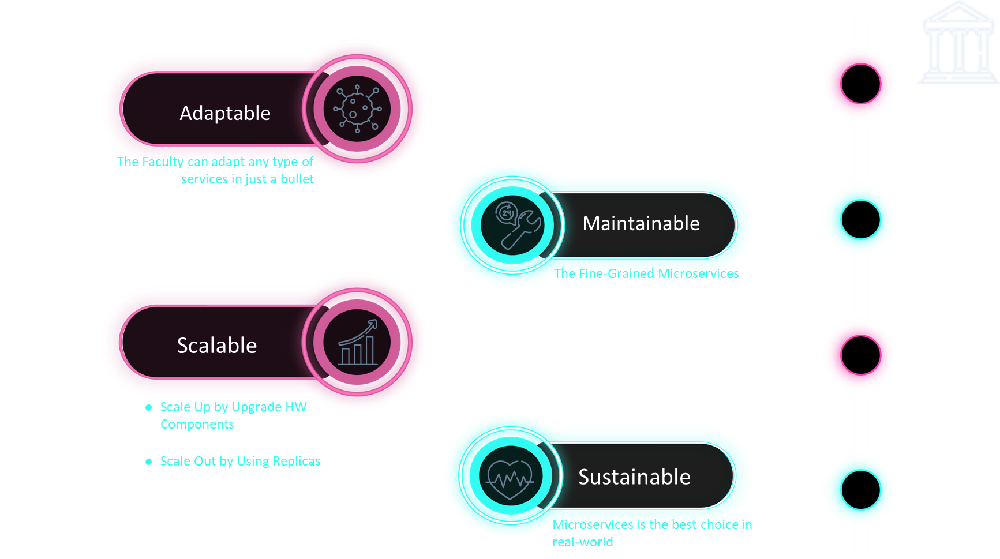 Adaptable
The Faculty can adapt any type of
services in just a bullet
24
Maintainable
The Fine-Grained Microservices
Scalable
● Scale Up by Upgrade HW
Components
● Scale Out by Using Replicas
Sustainable
Microservices is the best choice in
real-world